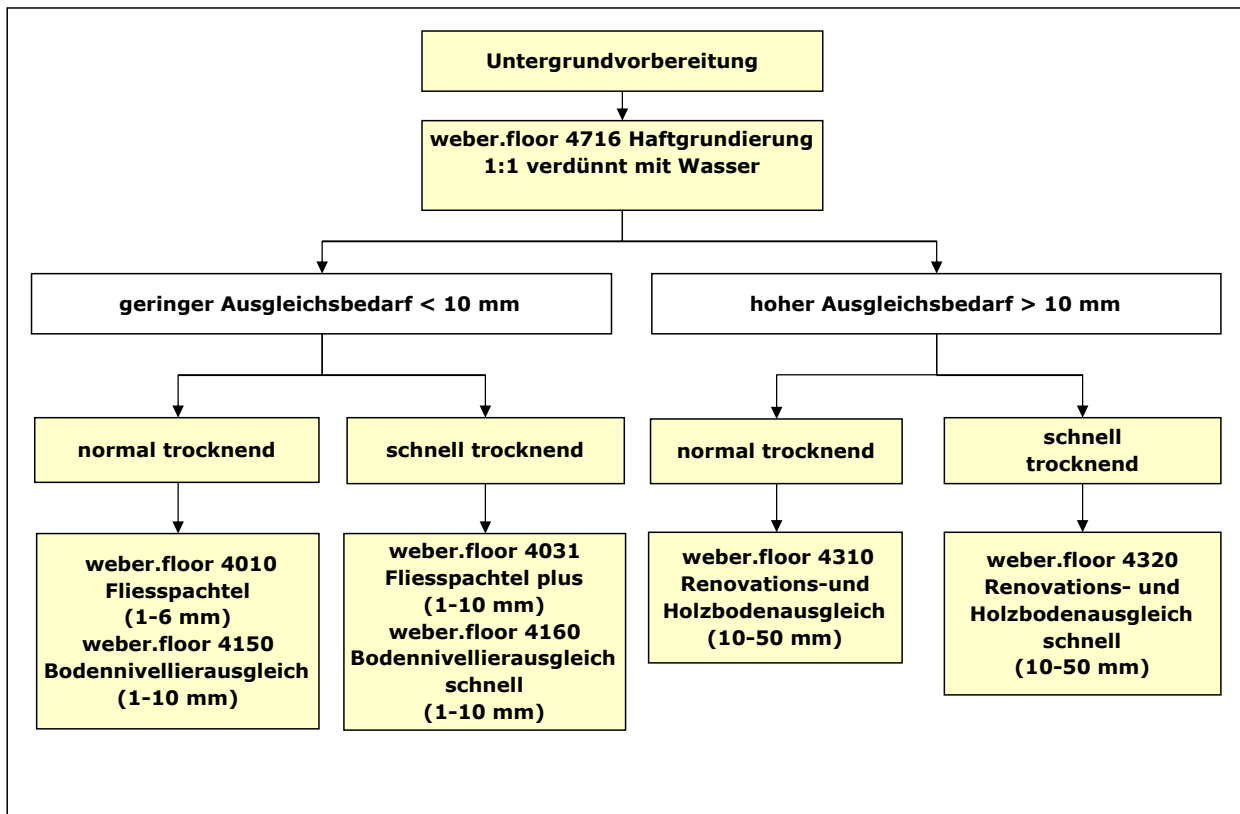 Untergrundvorbereitung
weber.floor 4716 Haftgrundierung
1:1 verdünnt mit Wasser
geringer Ausgleichsbedarf < 10 mm
hoher Ausgleichsbedarf > 10 mm
normal trocknend
schnell trocknend
normal trocknend
schnell
trocknend
weber.floor 4010
Fliesspachtel
(1-6 mm)
weber.floor 4150
Bodennivellierausgleich
(1-10 mm)
weber.floor 4031
Fliesspachtel plus
(1-10 mm)
weber.floor 4160
Bodennivellierausgleich
schnell
(1-10 mm)
weber.floor 4310
Renovations-und
Holzbodenausgleich
(10-50 mm)
weber.floor 4320
Renovations- und
Holzbodenausgleich
schnell
(10-50 mm)